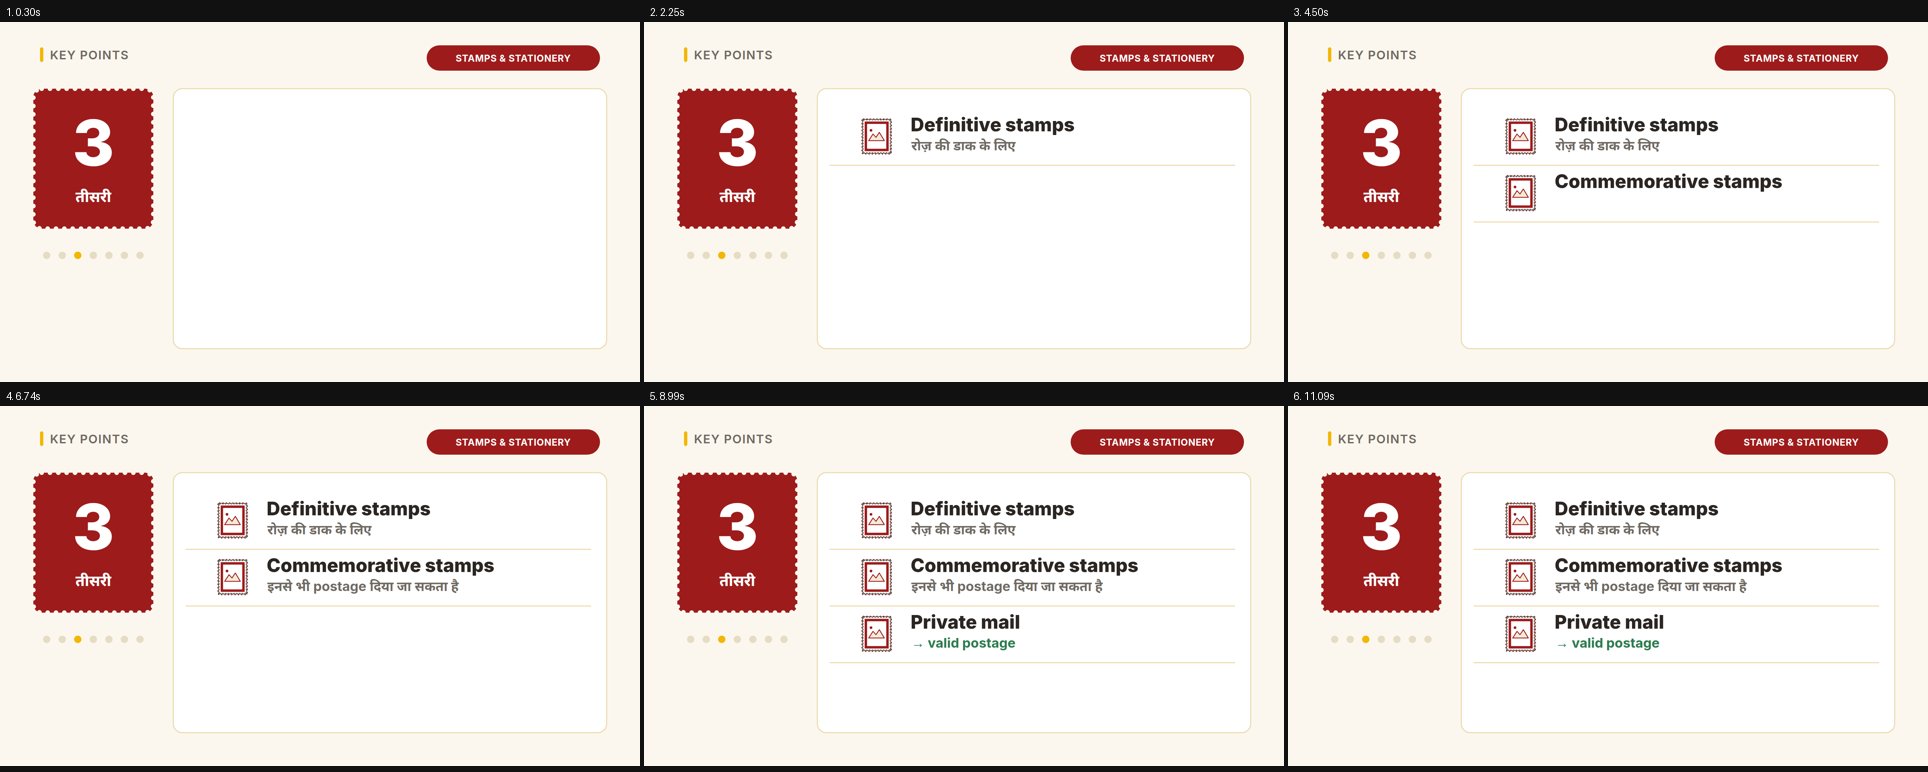 1. 0.30s
KEY POINTS
STAMPS & STATIONERY
3
तीसरी
2. 2.25s
KEY POINTS
STAMPS & STATIONERY
3
तीसरी
Definitive stamps
रोज़ की डाक के लिए
3. 4.50s
KEY POINTS
STAMPS & STATIONERY
3
तीसरी
Definitive stamps
रोज़ की डाक के लिए
Commemorative stamps
4. 6.74s
KEY POINTS
STAMPS & STATIONERY
3
तीसरी
Definitive stamps
रोज़ की डाक के लिए
Commemorative stamps
इनसे भी postage दिया जा सकता है
5. 8.99s
KEY POINTS
STAMPS & STATIONERY
3
तीसरी
Definitive stamps
रोज़ की डाक के लिए
Commemorative stamps
इनसे भी postage दिया जा सकता है
Private mail
→ valid postage
6. 11.09s
KEY POINTS
STAMPS & STATIONERY
3
तीसरी
Definitive stamps
रोज़ की डाक के लिए
Commemorative stamps
इनसे भी postage दिया जा सकता है
Private mail
→ valid postage